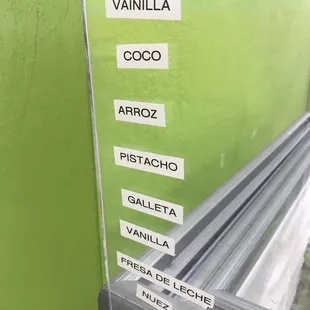 VAINILLA
COCO
ARROZ
PISTACHO
GALLETA
VANILLA
FRESA DE LECHE
NUEZ